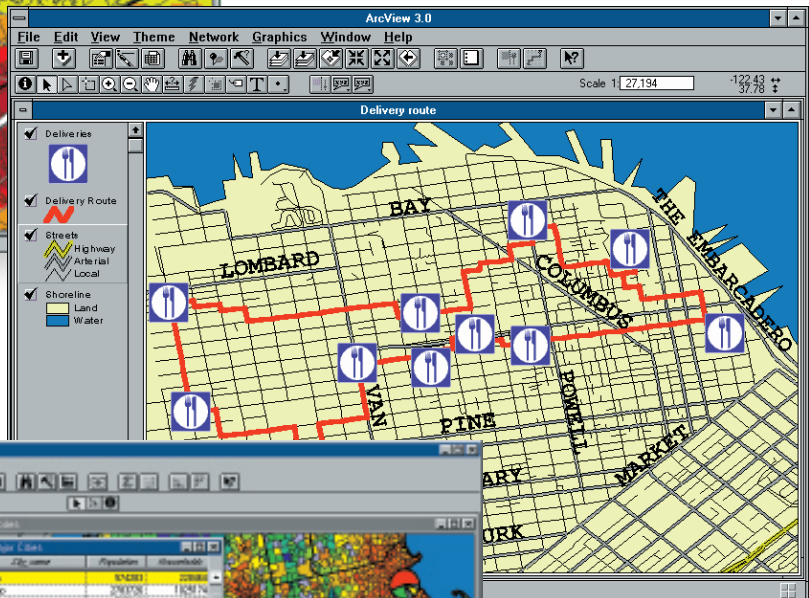 ArcView 3.0
File Edit View Theme Network Graphics Window Help
Scale 1: 27,194
-122.43
37.78
Delivery route
Deliveries
Delivery Route
Streets
Highway
Arterial
Local
Shoreline
Land
Water
BAY
LOMBARD
THE EMBARCADERO
COLUMBUS
VAN
POWELL
PINE
MARKET
ARY
URK
City_name Population Households